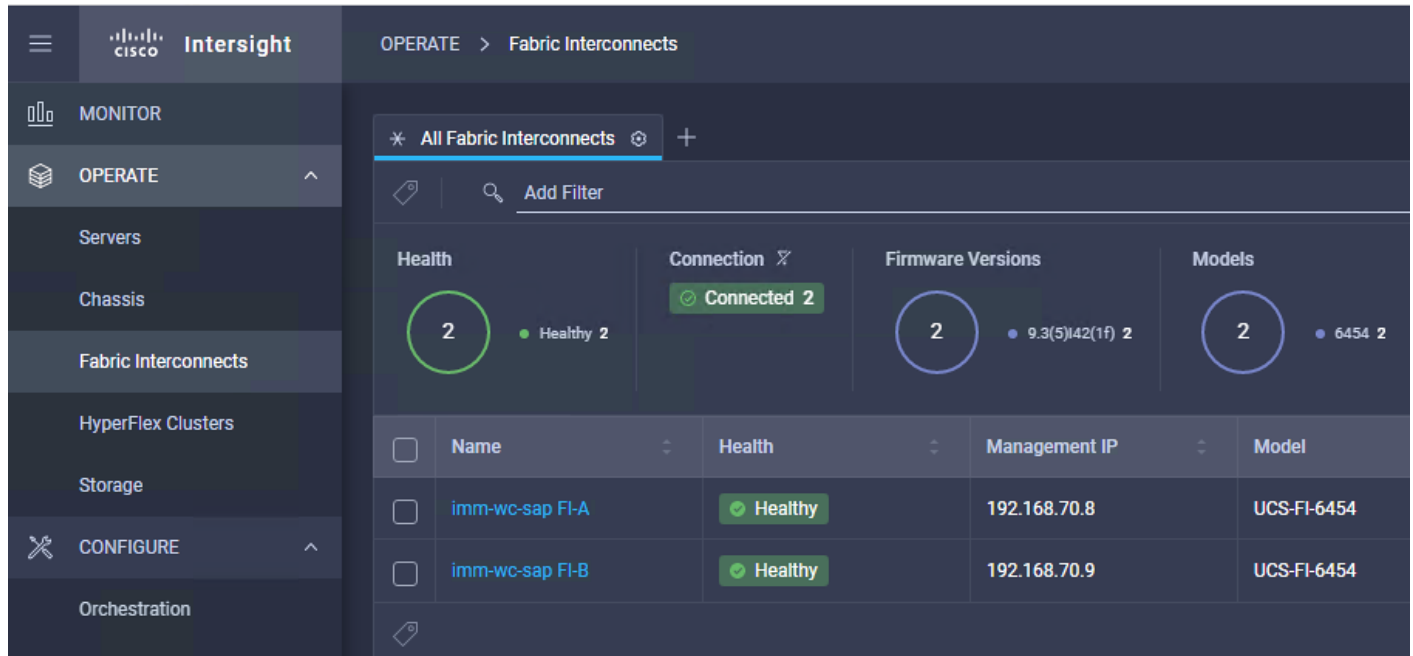 cisco Intersight
OPERATE > Fabric Interconnects
MONITOR
OPERATE
Servers
Chassis
Fabric Interconnects
HyperFlex Clusters
Storage
CONFIGURE
Orchestration
All Fabric Interconnects
Add Filter
Health
2
Healthy 2
Connection
Connected 2
Firmware Versions
2
9.3(5)I42(1f) 2
Models
2
6454 2
Name Health Management IP Model
imm-wc-sap FI-A Healthy 192.168.70.8 UCS-FI-6454
imm-wc-sap FI-B Healthy 192.168.70.9 UCS-FI-6454